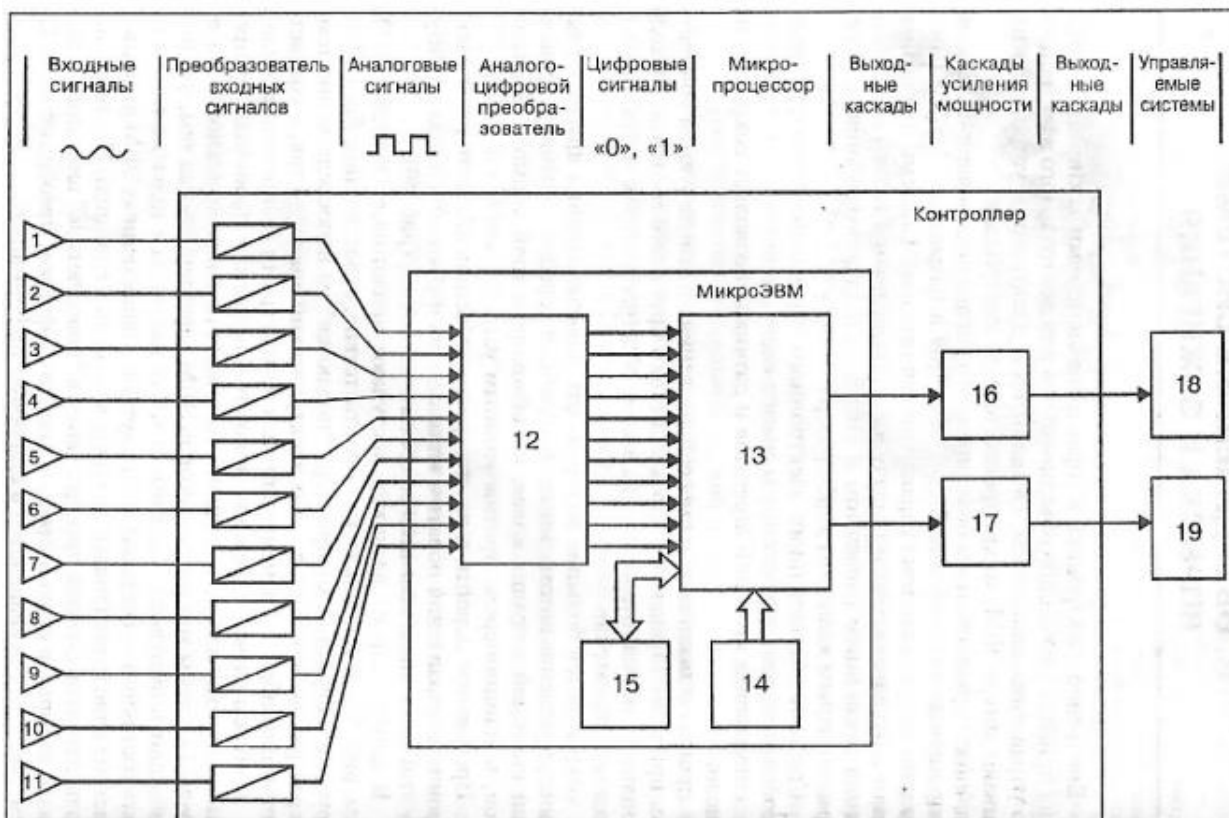 Входные
сигналы
Преобразователь
входных
сигналов
Аналоговые
сигналы
Аналого-
цифровой
преобра-
зователь
Цифровые
сигналы
«0», «1»
Микро-
процессор
Выход-
ные
каскады
Каскады
усиления
мощности
Выход-
ные
каскады
Управля-
емые
системы
Контроллер
МикроЭВМ
1
2
3
4
5
6
7
8
9
10
11
12
13
14
15
16
17
18
19